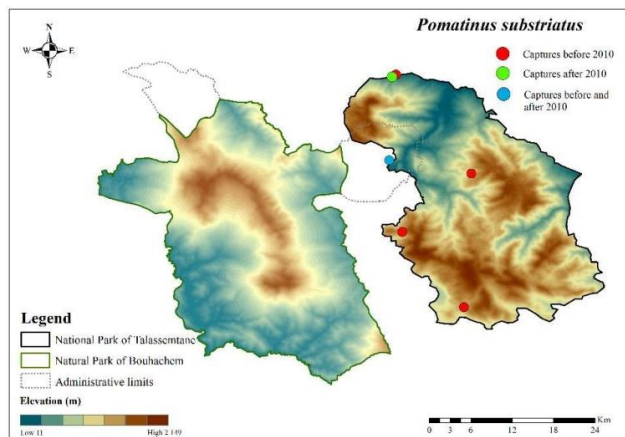 Pomatinus substriatus
N
W E
S
Captures before 2010
Captures after 2010
Captures before and
after 2010
Legend
National Park of Talassemtane
Natural Park of Bouhachem
Administrative limits
Elevation (m)
Low 11 High 2 149
Km
0 3 6 12 18 24